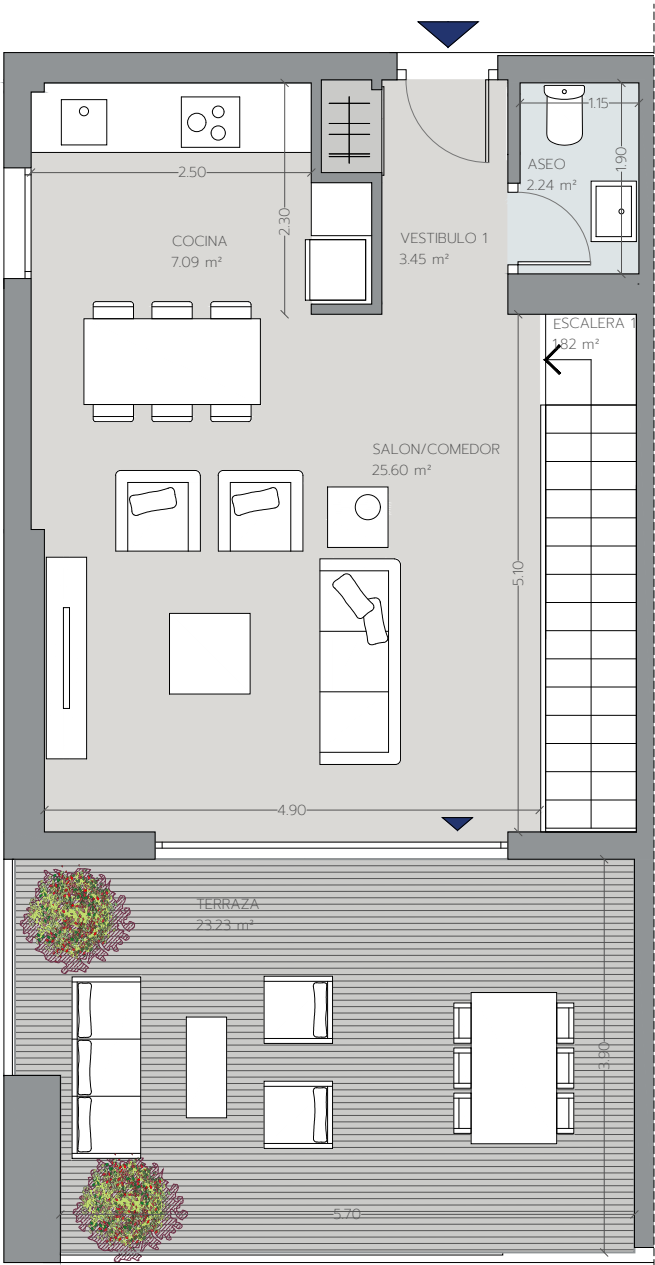 1.15
1.90
ASEO
2.24 m²
2.50
2.30
COCINA
7.09 m²
VESTIBULO 1
3.45 m²
ESCALERA 1
1.82 m²
SALON/COMEDOR
25.60 m²
5.10
4.90
TERRAZA
23.23 m²
3.90
5.70